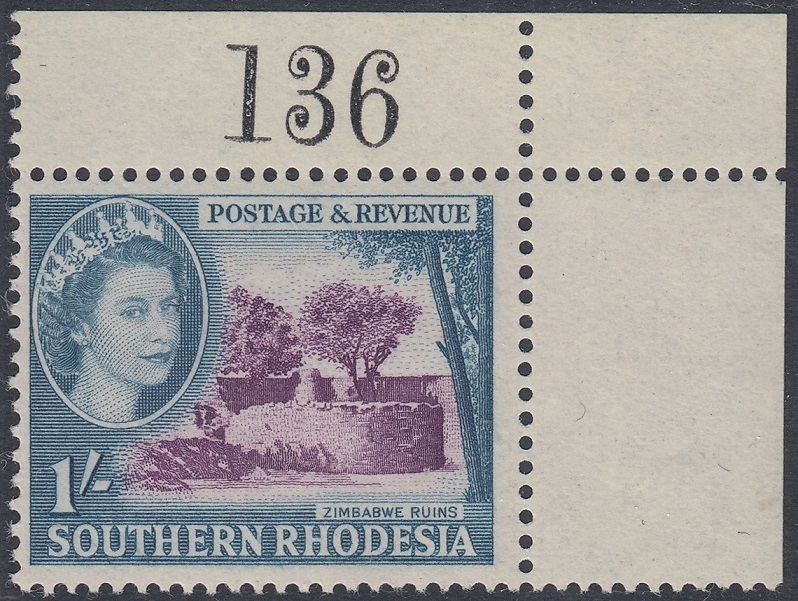 136
POSTAGE & REVENUE
1/-
ZIMBABWE RUINS
SOUTHERN RHODESIA